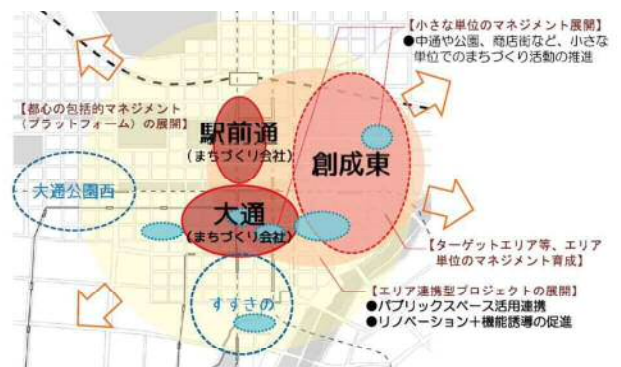 【小さな単位のマネジメント展開】
●中通や公園、商店街など、小さな
単位でのまちづくり活動の推進
【都心の包括的マネジメント
（プラットフォーム）の展開】
駅前通
（まちづくり会社）
創成東
大通公園西
大通
（まちづくり会社）
【ターゲットエリア等、エリア
単位のマネジメント育成】
すすきの
【エリア連携型プロジェクトの展開】
●パブリックスペース活用連携
●リノベーション＋機能誘導の促進